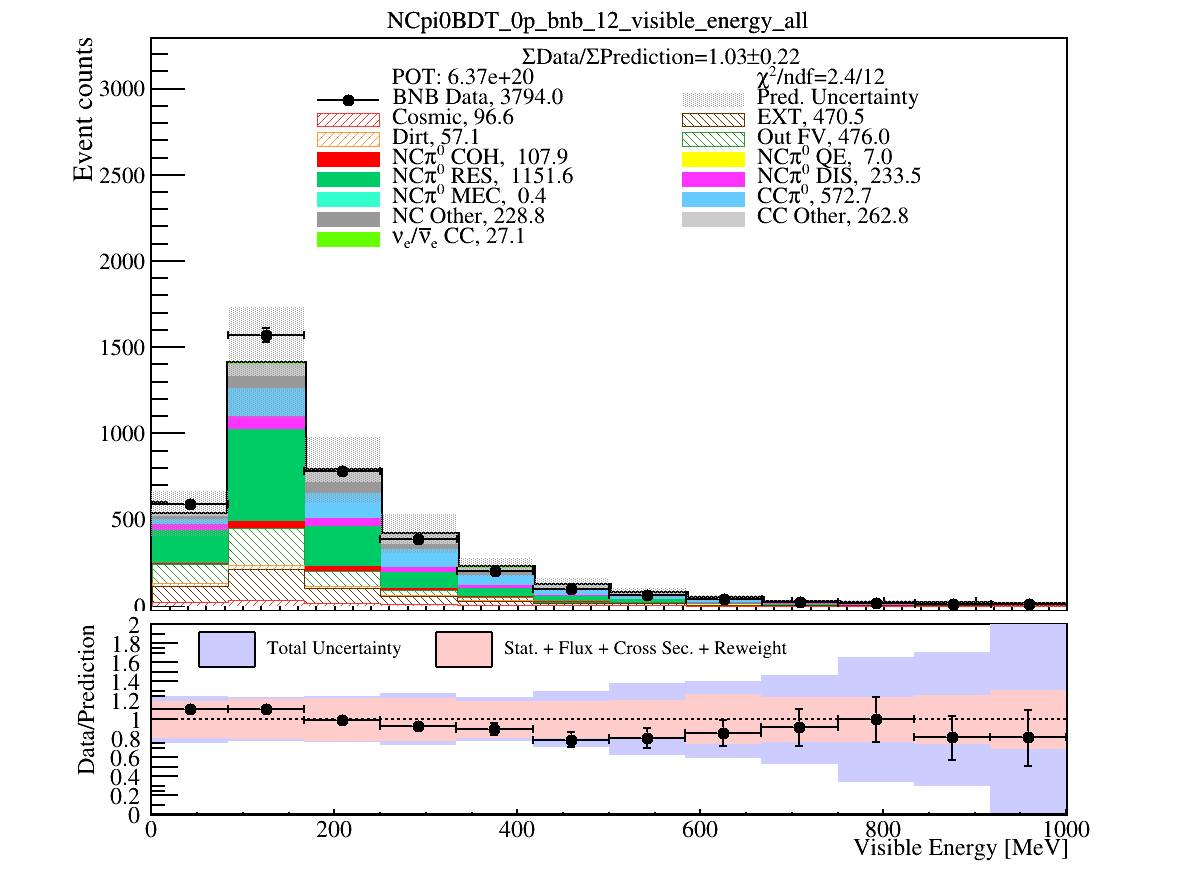 NCpi0BDT_0p_bnb_12_visible_energy_all
ΣData/ΣPrediction=1.03±0.22
POT: 6.37e+20
χ²/ndf=2.4/12
BNB Data, 3794.0
Pred. Uncertainty
Cosmic, 96.6
EXT, 470.5
Dirt, 57.1
Out FV, 476.0
NCπ⁰ COH, 107.9
NCπ⁰ QE, 7.0
NCπ⁰ RES, 1151.6
NCπ⁰ DIS, 233.5
NCπ⁰ MEC, 0.4
CCπ⁰, 572.7
NC Other, 228.8
CC Other, 262.8
νₑ/ν̅ₑ CC, 27.1
Event counts
3000
2500
2000
1500
1000
500
0
Total Uncertainty
Stat. + Flux + Cross Sec. + Reweight
Data/Prediction
2
1.8
1.6
1.4
1.2
1
0.8
0.6
0.4
0.2
0
0 200 400 600 800 1000
Visible Energy [MeV]